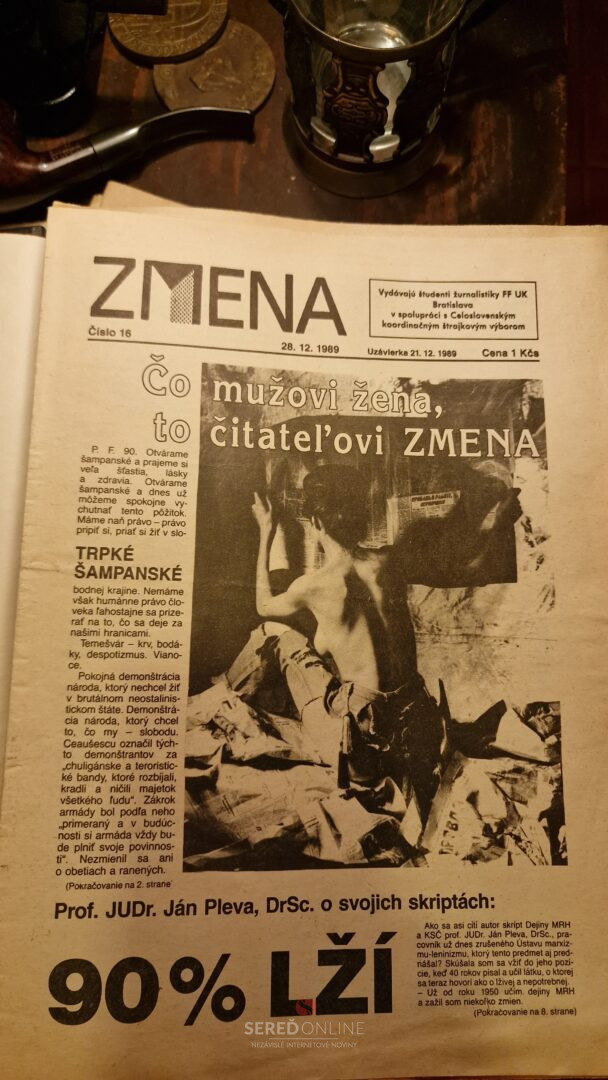 ZMENA
Číslo 16
28. 12. 1989
Uzávierka 21. 12. 1989
Cena 1 Kčs
Vydávajú študenti žurnalistiky FF UK
Bratislava
v spolupráci s Celoslovenským
koordinačným štrajkovým výborom
Čo mužovi žena,
to čitateľovi ZMENA
P. F. 90. Otvárame
šampanské a prajeme si
veľa šťastia, lásky
a zdravia. Otvárame
šampanské a dnes už
môžeme spokojne vy-
chutnať tento pôžitok.
Máme naň právo – právo
pripiť si, priať si žiť v slo-
TRPKÉ
ŠAMPANSKÉ
bodnej krajine. Nemáme
však humánne právo člo-
veka ľahostajne sa prize-
rať na to, čo sa deje za
našimi hranicami.
Temešvár – krv, bodá-
ky, despotizmus. Viano-
ce.
Pokojná demonštrácia
národa, ktorý nechcel žiť
v brutálnom neostalinis-
tickom štáte. Demonštrá-
cia národa, ktorý chcel
to, čo my – slobodu.
Ceaušescu označil tých-
to demonštrantov za
„chuligánske a teroristic-
ké bandy, ktoré rozbíjali,
kradli a ničili majetok
všetkého ľudu“. Zákrok
armády bol podľa neho
„primeraný a v budúc-
nosti si armáda vždy bu-
de plniť svoje povinnos-
ti“. Nezmienil sa ani
o obetiach a ranených.
(Pokračovanie na 2. strane)
Prof. JUDr. Ján Pleva, DrSc. o svojich skriptách:
90% LŽÍ
Ako sa asi cíti autor skript Dejiny MRH
a KSČ prof. JUDr. Ján Pleva, DrSc., pra-
covník už dnes zrušeného Ústavu marxiz-
mu-leninizmu, ktorý tento predmet aj pred-
nášal? Skúšala som sa vžiť do jeho pozí-
cie, keď 40 rokov písal a učil látku, o ktorej
sa teraz hovorí ako o lživej a nepotrebnej.
– Už od roku 1950 učím dejiny MRH
a zažil som niekoľko zmien.
(Pokračovanie na 8. strane)
SEREĎONLINE
NEZÁVISLÉ INTERNETOVÉ NOVINY